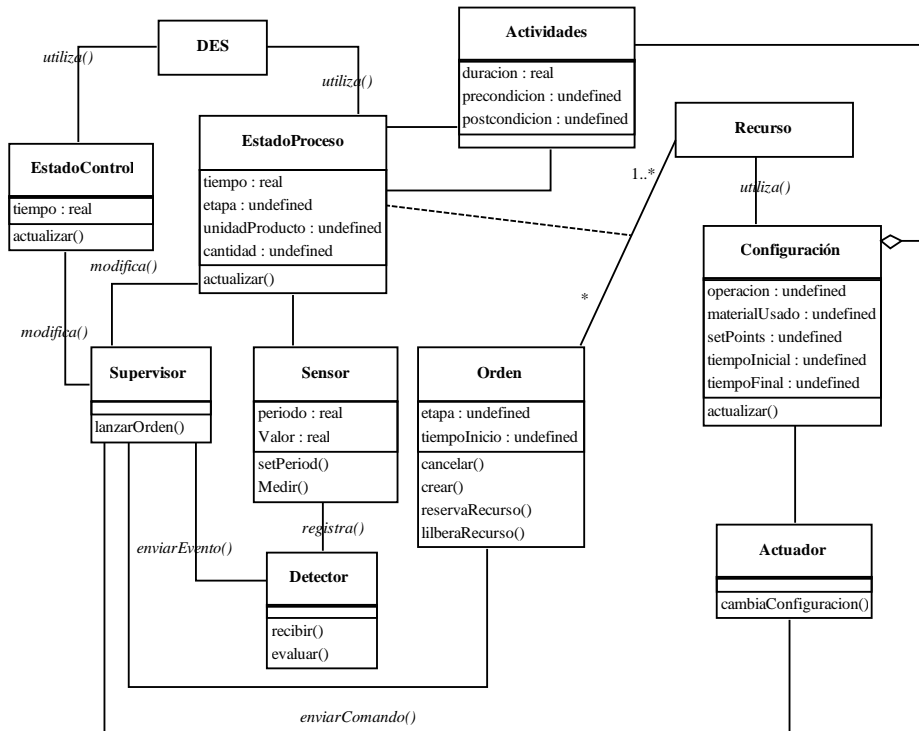 DES
utiliza()
utiliza()
Actividades
duracion : real
precondicion : undefined
postcondicion : undefined
EstadoControl
tiempo : real
actualizar()
EstadoProceso
tiempo : real
etapa : undefined
unidadProducto : undefined
cantidad : undefined
actualizar()
Recurso
1..*
*
utiliza()
Configuración
operacion : undefined
materialUsado : undefined
setPoints : undefined
tiempoInicial : undefined
tiempoFinal : undefined
actualizar()
modifica()
modifica()
Supervisor
lanzarOrden()
Sensor
periodo : real
Valor : real
setPeriod()
Medir()
Orden
etapa : undefined
tiempoInicio : undefined
cancelar()
crear()
reservaRecurso()
lilberaRecurso()
registra()
enviarEvento()
Detector
recibir()
evaluar()
Actuador
cambiaConfiguracion()
enviarComando()